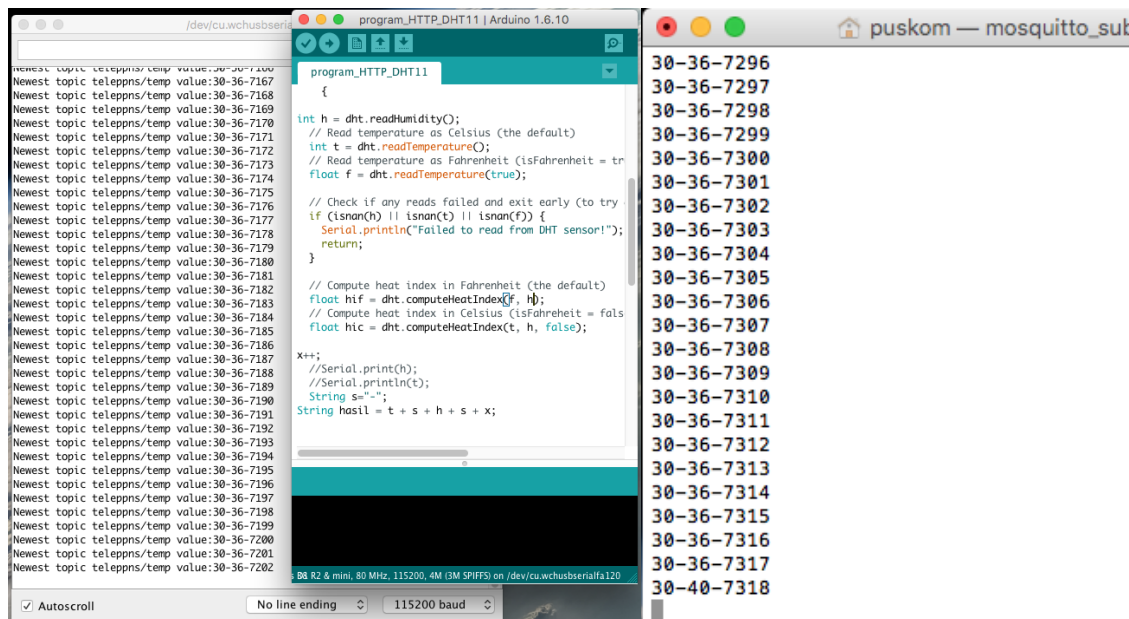 /dev/cu.wchusbseria
Newest topic teleppns/temp value:30-36-7166
Newest topic teleppns/temp value:30-36-7167
Newest topic teleppns/temp value:30-36-7168
Newest topic teleppns/temp value:30-36-7169
Newest topic teleppns/temp value:30-36-7170
Newest topic teleppns/temp value:30-36-7171
Newest topic teleppns/temp value:30-36-7172
Newest topic teleppns/temp value:30-36-7173
Newest topic teleppns/temp value:30-36-7174
Newest topic teleppns/temp value:30-36-7175
Newest topic teleppns/temp value:30-36-7176
Newest topic teleppns/temp value:30-36-7177
Newest topic teleppns/temp value:30-36-7178
Newest topic teleppns/temp value:30-36-7179
Newest topic teleppns/temp value:30-36-7180
Newest topic teleppns/temp value:30-36-7181
Newest topic teleppns/temp value:30-36-7182
Newest topic teleppns/temp value:30-36-7183
Newest topic teleppns/temp value:30-36-7184
Newest topic teleppns/temp value:30-36-7185
Newest topic teleppns/temp value:30-36-7186
Newest topic teleppns/temp value:30-36-7187
Newest topic teleppns/temp value:30-36-7188
Newest topic teleppns/temp value:30-36-7189
Newest topic teleppns/temp value:30-36-7190
Newest topic teleppns/temp value:30-36-7191
Newest topic teleppns/temp value:30-36-7192
Newest topic teleppns/temp value:30-36-7193
Newest topic teleppns/temp value:30-36-7194
Newest topic teleppns/temp value:30-36-7195
Newest topic teleppns/temp value:30-36-7196
Newest topic teleppns/temp value:30-36-7197
Newest topic teleppns/temp value:30-36-7198
Newest topic teleppns/temp value:30-36-7199
Newest topic teleppns/temp value:30-36-7200
Newest topic teleppns/temp value:30-36-7201
Newest topic teleppns/temp value:30-36-7202
Autoscroll
No line ending
115200 baud
program_HTTP_DHT11 | Arduino 1.6.10
program_HTTP_DHT11
{
int h = dht.readHumidity();
// Read temperature as Celsius (the default)
int t = dht.readTemperature();
// Read temperature as Fahrenheit (isFahrenheit = tr
float f = dht.readTemperature(true);
// Check if any reads failed and exit early (to try
if (isnan(h) || isnan(t) || isnan(f)) {
Serial.println("Failed to read from DHT sensor!");
return;
}
// Compute heat index in Fahrenheit (the default)
float hif = dht.computeHeatIndex(f, h);
// Compute heat index in Celsius (isFahreheit = fals
float hic = dht.computeHeatIndex(t, h, false);
x++;
//Serial.print(h);
//Serial.println(t);
String s="-";
String hasil = t + s + h + s + x;
R2 & mini, 80 MHz, 115200, 4M (3M SPIFFS) on /dev/cu.wchusbserialfa120
puskom — mosquitto_sub
30-36-7296
30-36-7297
30-36-7298
30-36-7299
30-36-7300
30-36-7301
30-36-7302
30-36-7303
30-36-7304
30-36-7305
30-36-7306
30-36-7307
30-36-7308
30-36-7309
30-36-7310
30-36-7311
30-36-7312
30-36-7313
30-36-7314
30-36-7315
30-36-7316
30-36-7317
30-40-7318